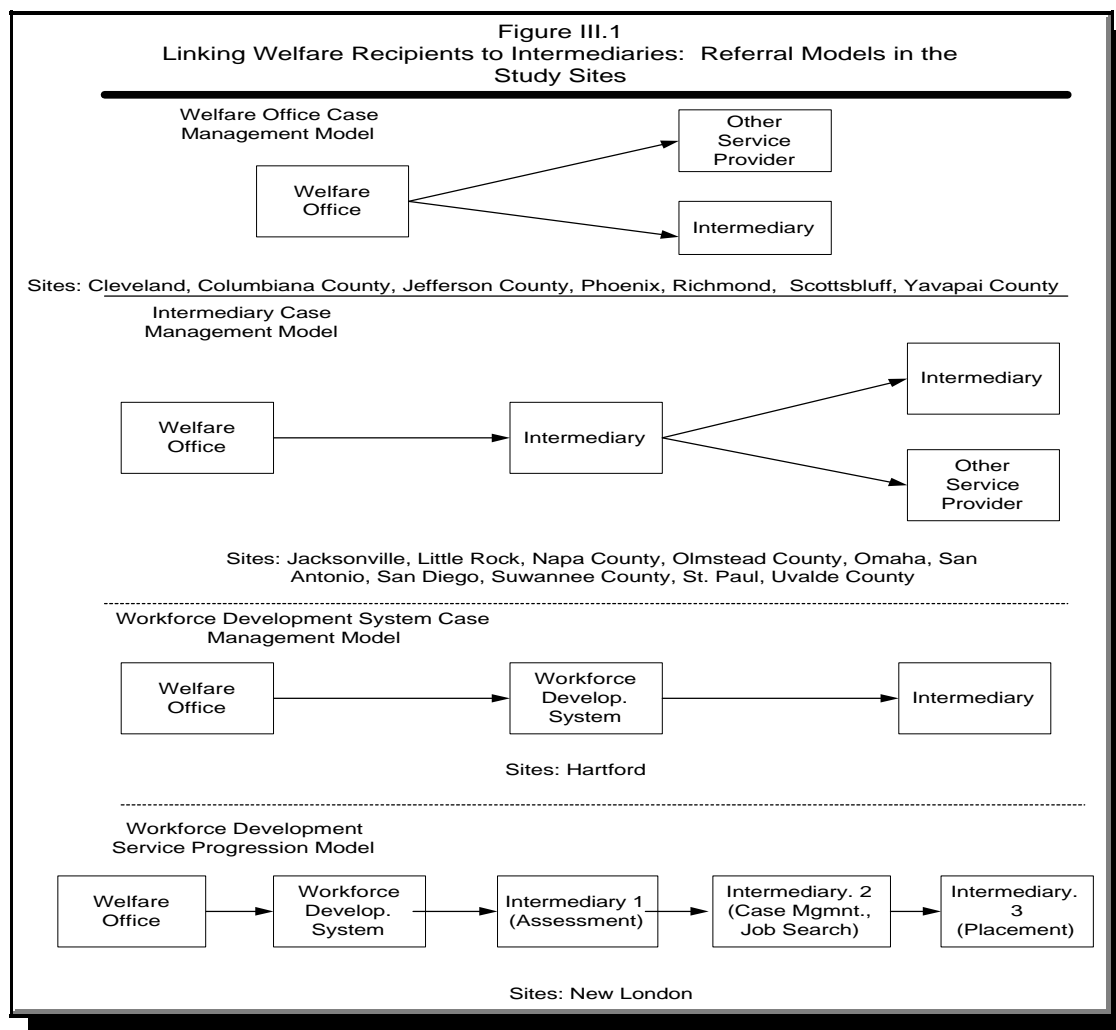 Figure III.1
Linking Welfare Recipients to Intermediaries: Referral Models in the
Study Sites
Welfare Office Case
Management Model
Welfare
Office
Other
Service
Provider
Intermediary
Sites: Cleveland, Columbiana County, Jefferson County, Phoenix, Richmond, Scottsbluff, Yavapai County
Intermediary Case
Management Model
Welfare
Office
Intermediary
Intermediary
Other
Service
Provider
Sites: Jacksonville, Little Rock, Napa County, Olmstead County, Omaha, San
Antonio, San Diego, Suwannee County, St. Paul, Uvalde County
Workforce Development System Case
Management Model
Welfare
Office
Workforce
Develop.
System
Intermediary
Sites: Hartford
Workforce Development
Service Progression Model
Welfare
Office
Workforce
Develop.
System
Intermediary 1
(Assessment)
Intermediary. 2
(Case Mgmnt.,
Job Search)
Intermediary.
3
(Placement)
Sites: New London